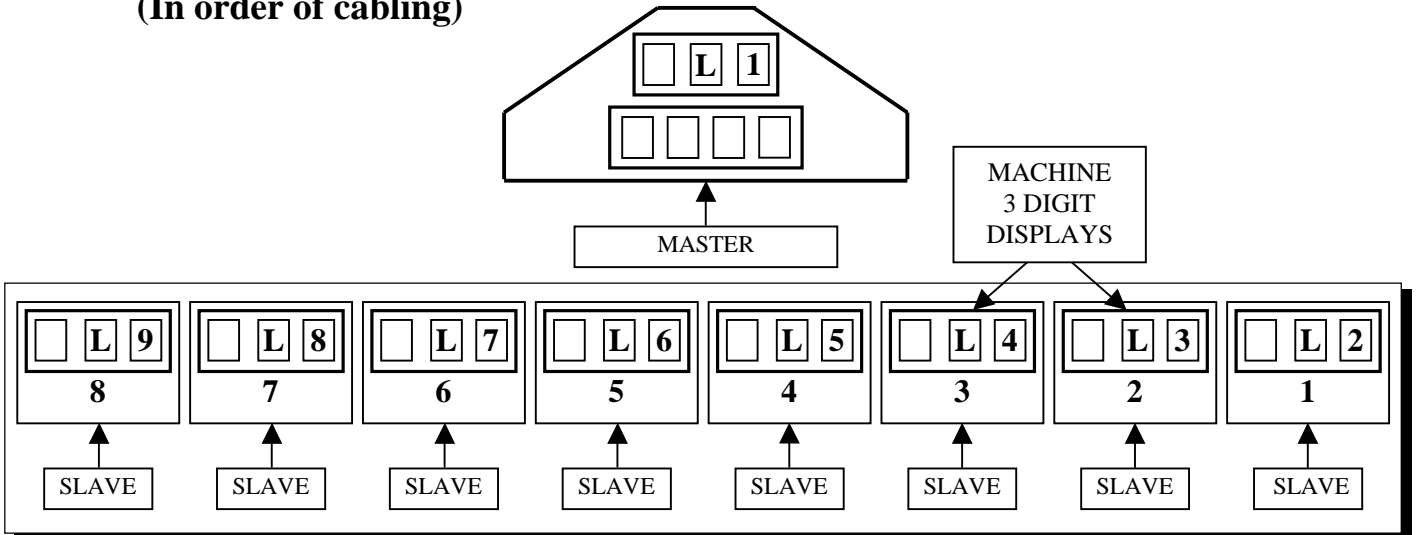 (In order of cabling)
L 1
MACHINE
3 DIGIT
DISPLAYS
MASTER
L 9 L 8 L 7 L 6 L 5 L 4 L 3 L 2
8 7 6 5 4 3 2 1
SLAVE SLAVE SLAVE SLAVE SLAVE SLAVE SLAVE SLAVE